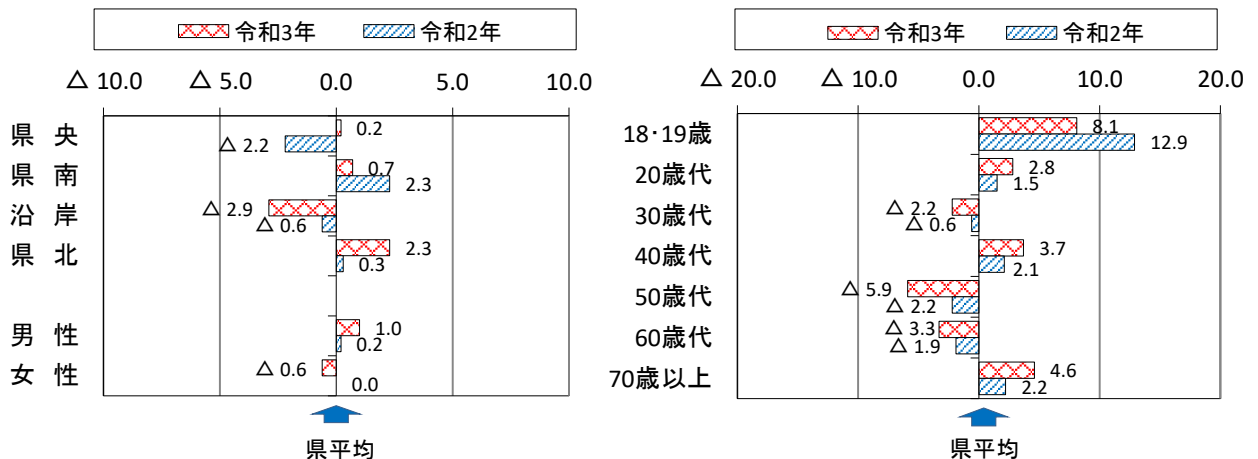 令和3年 令和2年
△ 10.0 △ 5.0 0.0 5.0 10.0
県央 0.2
△ 2.2
県南 0.7
2.3
沿岸 △ 2.9
△ 0.6
県北 2.3
0.3
男性 1.0
0.2
女性 △ 0.6
0.0
県平均
令和3年 令和2年
△ 20.0 △ 10.0 0.0 10.0 20.0
18･19歳 8.1
12.9
20歳代 2.8
1.5
30歳代 △ 2.2
△ 0.6
40歳代 3.7
2.1
50歳代 △ 5.9
△ 2.2
60歳代 △ 3.3
△ 1.9
70歳以上 4.6
2.2
県平均